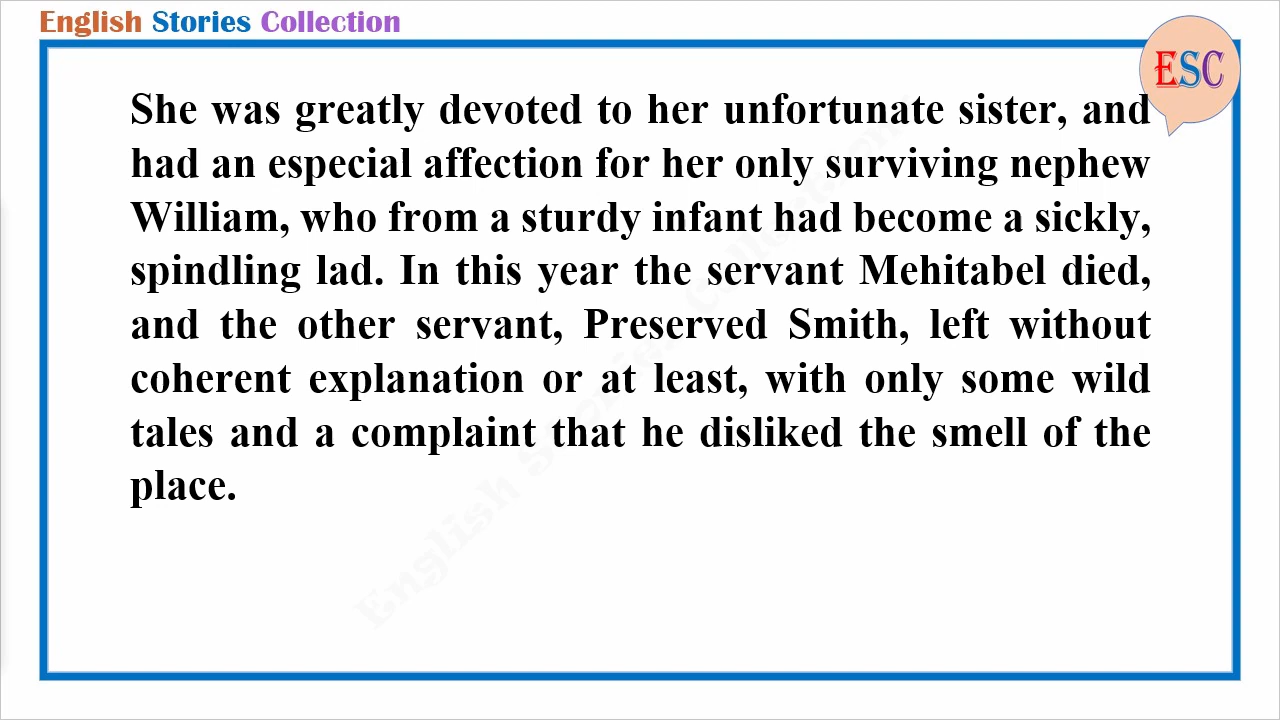 English Stories Collection
ESC
She was greatly devoted to her unfortunate sister, and
had an especial affection for her only surviving nephew
William, who from a sturdy infant had become a sickly,
spindling lad. In this year the servant Mehitabel died,
and the other servant, Preserved Smith, left without
coherent explanation or at least, with only some wild
tales and a complaint that he disliked the smell of the
place.
English Stories Collection